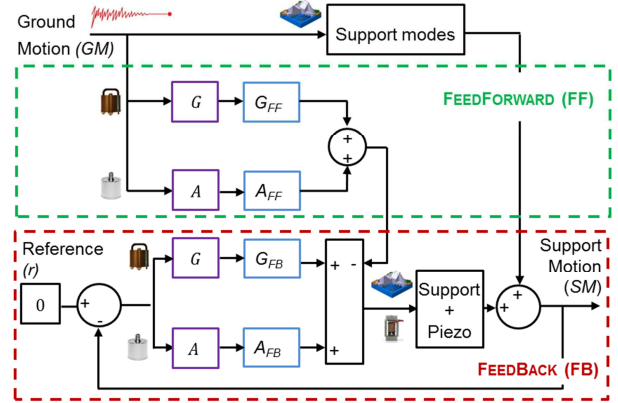 Ground
Motion (GM)
Support modes
FEEDFORWARD (FF)
G
G_FF
+
+
A
A_FF
Reference
(r)
Support
Motion
(SM)
G
G_FB
+ -
0
+
-
Support
+
Piezo
+
+
A
A_FB
+
FEEDBACK (FB)